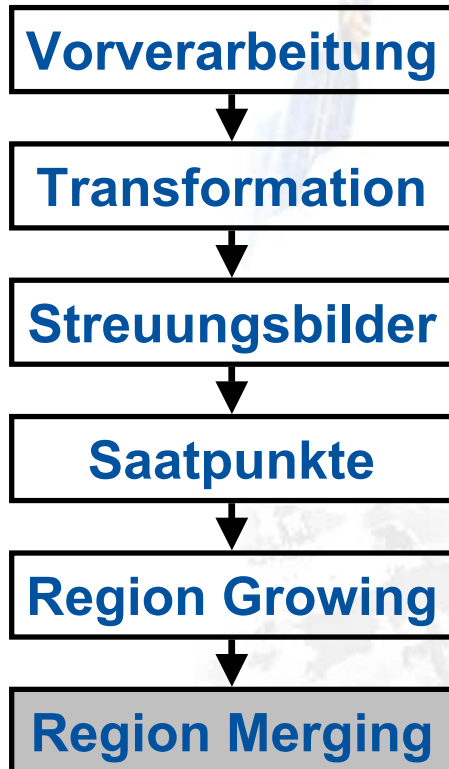 Vorverarbeitung
Transformation
Streuungsbilder
Saatpunkte
Region Growing
Region Merging